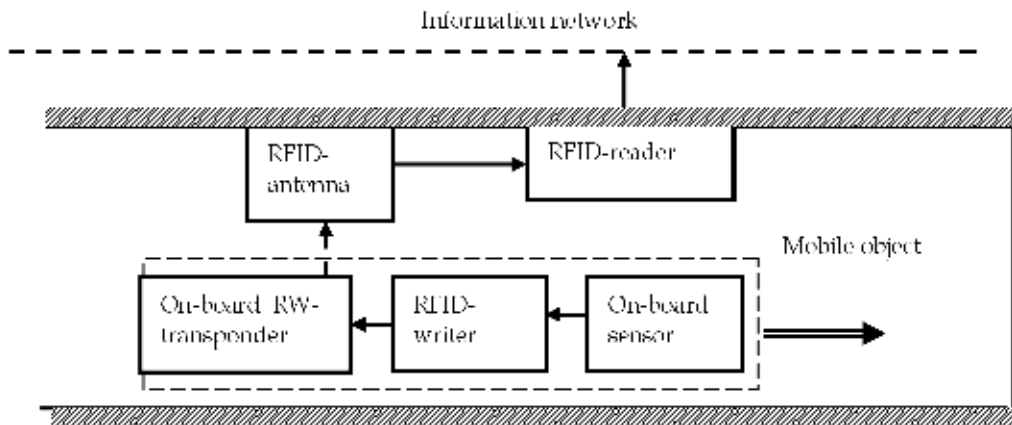 Information network
RFID-
antenna
RFID-reader
Mobile object
On-board RW-
transponder
RFID-
writer
On-board
sensor